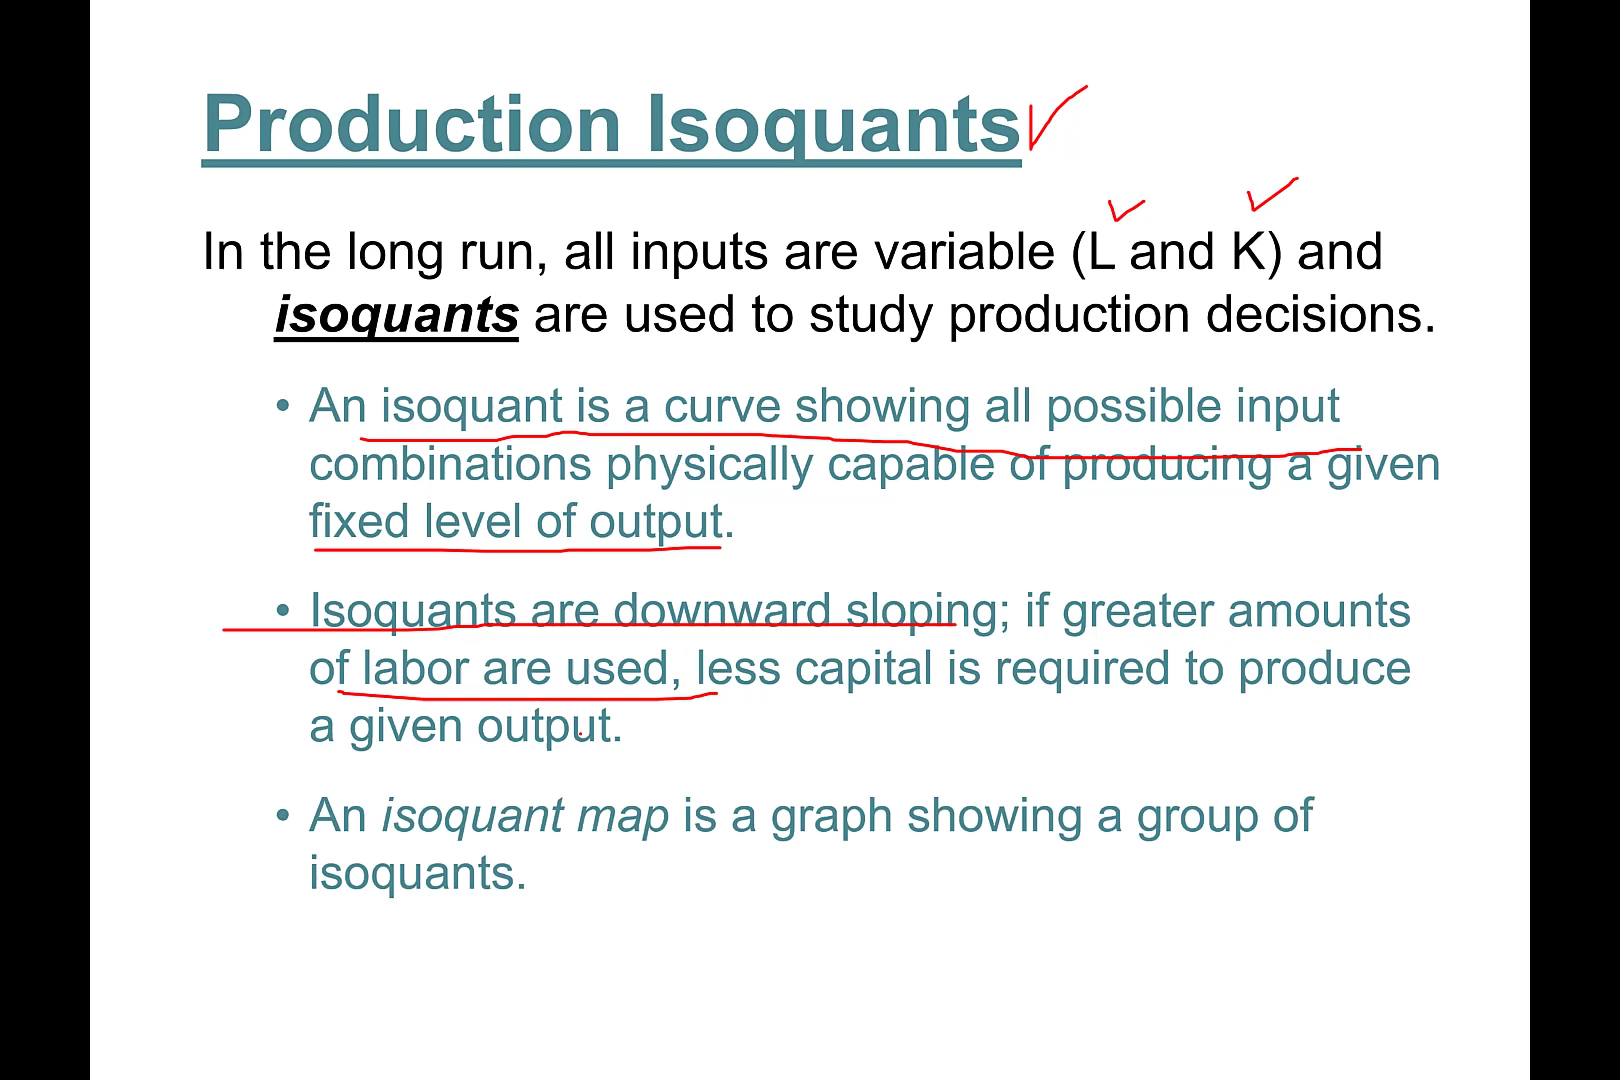 Production Isoquants
In the long run, all inputs are variable (L and K) and
isoquants are used to study production decisions.
• An isoquant is a curve showing all possible input
combinations physically capable of producing a given
fixed level of output.
• Isoquants are downward sloping; if greater amounts
of labor are used, less capital is required to produce
a given output.
• An isoquant map is a graph showing a group of
isoquants.